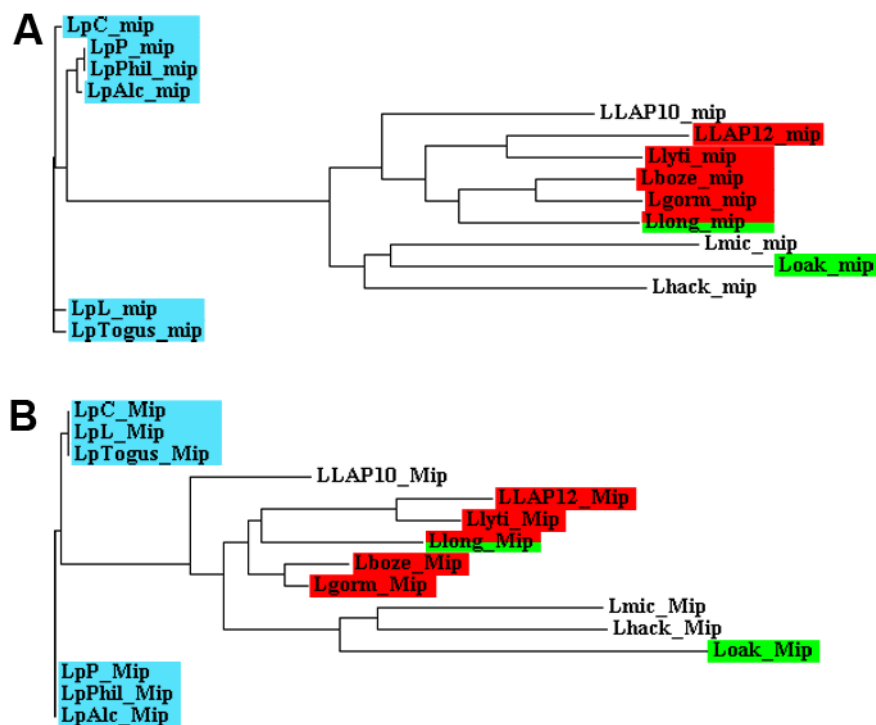 A
LpC_mip
LpP_mip
LpPhil_mip
LpAlc_mip
LLAP10_mip
LLAP12_mip
Llyti_mip
Lboze_mip
Lgorm_mip
Llong_mip
Lmic_mip
Loak_mip
Lhack_mip
LpL_mip
LpTogus_mip
B
LpC_Mip
LpL_Mip
LpTogus_Mip
LLAP10_Mip
LLAP12_Mip
Llyti_Mip
Llong_Mip
Lboze_Mip
Lgorm_Mip
Lmic_Mip
Lhack_Mip
Loak_Mip
LpP_Mip
LpPhil_Mip
LpAlc_Mip